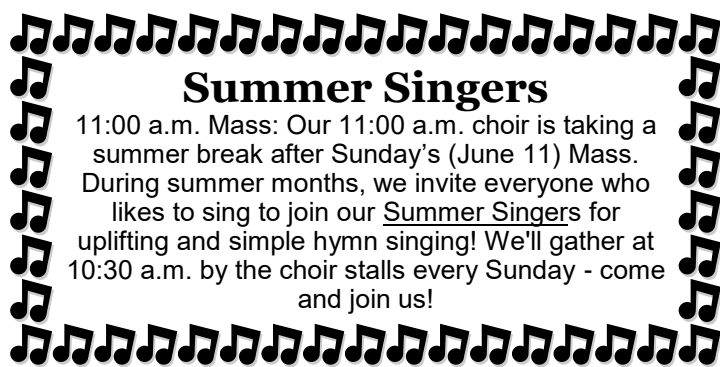 Summer Singers
11:00 a.m. Mass: Our 11:00 a.m. choir is taking a
summer break after Sunday’s (June 11) Mass.
During summer months, we invite everyone who
likes to sing to join our Summer Singers for
uplifting and simple hymn singing! We'll gather at
10:30 a.m. by the choir stalls every Sunday - come
and join us!